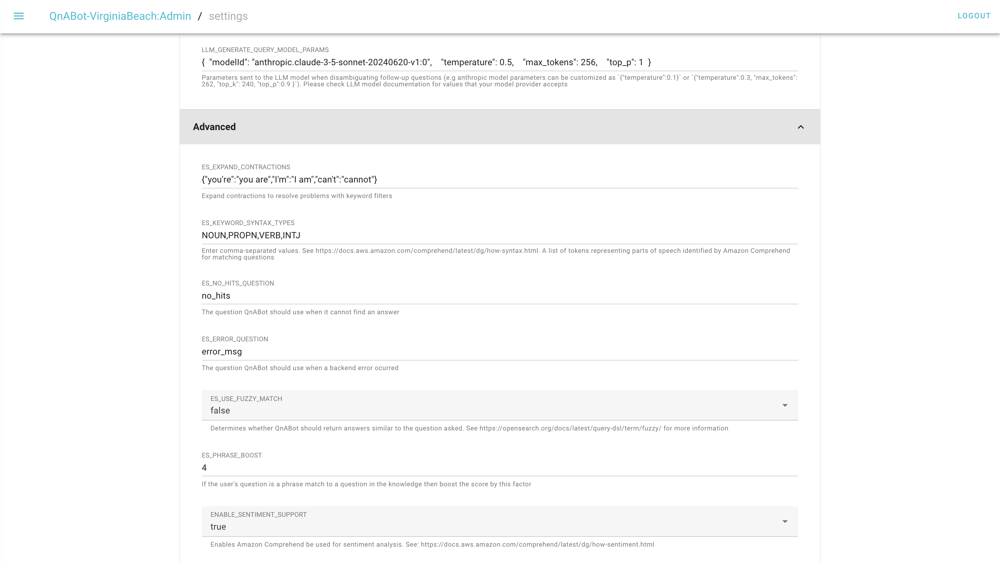 QnABot-VirginiaBeach:Admin / settings
LOGOUT
LLM_GENERATE_QUERY_MODEL_PARAMS
{  "modelId": "anthropic.claude-3-5-sonnet-20240620-v1:0",    "temperature": 0.5,    "max_tokens": 256,    "top_p": 1  }
Parameters sent to the LLM model when disambiguating follow-up questions (e.g anthropic model parameters can be customized as `{"temperature":0.1}` or `{"temperature":0.3, "max_tokens":
262, "top_k": 240, "top_p":0.9 }`). Please check LLM model documentation for values that your model provider accepts
Advanced
ES_EXPAND_CONTRACTIONS
{"you're":"you are","I'm":"I am","can't":"cannot"}
Expand contractions to resolve problems with keyword filters
ES_KEYWORD_SYNTAX_TYPES
NOUN,PROPN,VERB,INTJ
Enter comma-separated values. See https://docs.aws.amazon.com/comprehend/latest/dg/how-syntax.html. A list of tokens representing parts of speech identified by Amazon Comprehend
for matching questions
ES_NO_HITS_QUESTION
no_hits
The question QnABot should use when it cannot find an answer
ES_ERROR_QUESTION
error_msg
The question QnABot should use when a backend error ocurred
ES_USE_FUZZY_MATCH
false
Determines whether QnABot should return answers similar to the question asked. See https://opensearch.org/docs/latest/query-dsl/term/fuzzy/ for more information
ES_PHRASE_BOOST
4
If the user's question is a phrase match to a question in the knowledge then boost the score by this factor
ENABLE_SENTIMENT_SUPPORT
true
Enables Amazon Comprehend be used for sentiment analysis. See: https://docs.aws.amazon.com/comprehend/latest/dg/how-sentiment.html